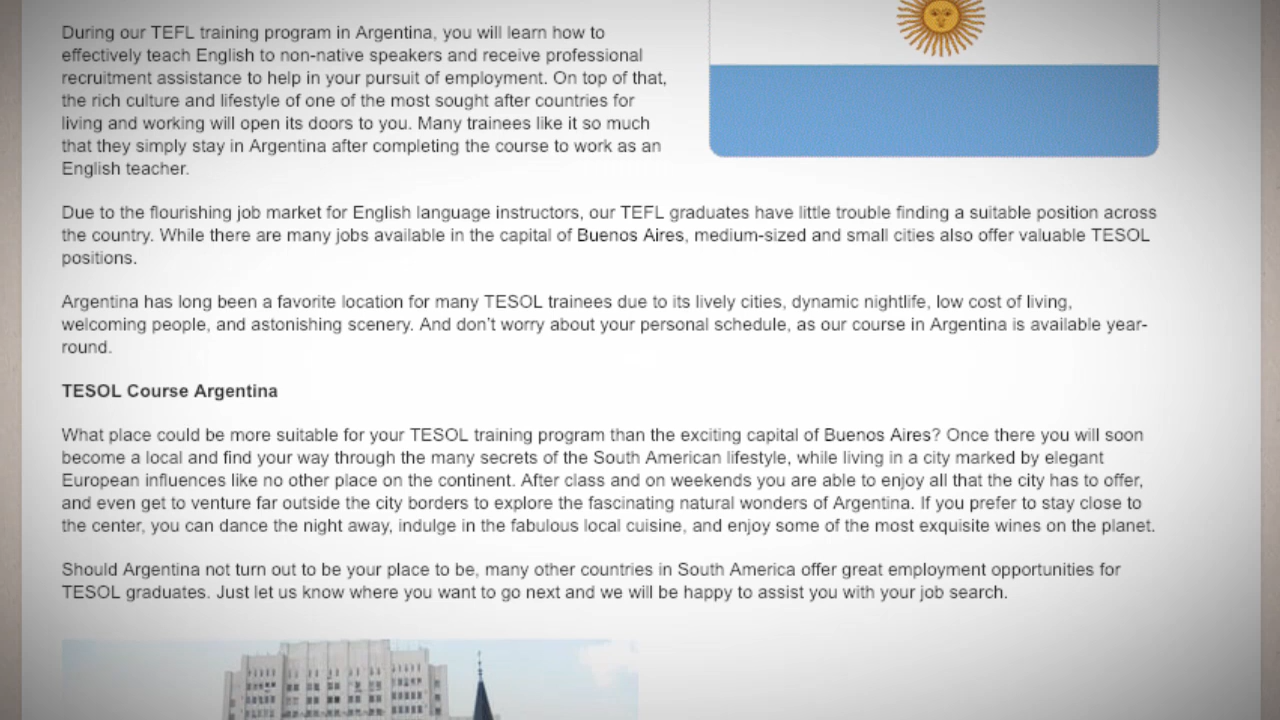 During our TEFL training program in Argentina, you will learn how to
effectively teach English to non-native speakers and receive professional
recruitment assistance to help in your pursuit of employment. On top of that,
the rich culture and lifestyle of one of the most sought after countries for
living and working will open its doors to you. Many trainees like it so much
that they simply stay in Argentina after completing the course to work as an
English teacher.
Due to the flourishing job market for English language instructors, our TEFL graduates have little trouble finding a suitable position across
the country. While there are many jobs available in the capital of Buenos Aires, medium-sized and small cities also offer valuable TESOL
positions.
Argentina has long been a favorite location for many TESOL trainees due to its lively cities, dynamic nightlife, low cost of living,
welcoming people, and astonishing scenery. And don't worry about your personal schedule, as our course in Argentina is available year-
round.
TESOL Course Argentina
What place could be more suitable for your TESOL training program than the exciting capital of Buenos Aires? Once there you will soon
become a local and find your way through the many secrets of the South American lifestyle, while living in a city marked by elegant
European influences like no other place on the continent. After class and on weekends you are able to enjoy all that the city has to offer,
and even get to venture far outside the city borders to explore the fascinating natural wonders of Argentina. If you prefer to stay close to
the center, you can dance the night away, indulge in the fabulous local cuisine, and enjoy some of the most exquisite wines on the planet.
Should Argentina not turn out to be your place to be, many other countries in South America offer great employment opportunities for
TESOL graduates. Just let us know where you want to go next and we will be happy to assist you with your job search.